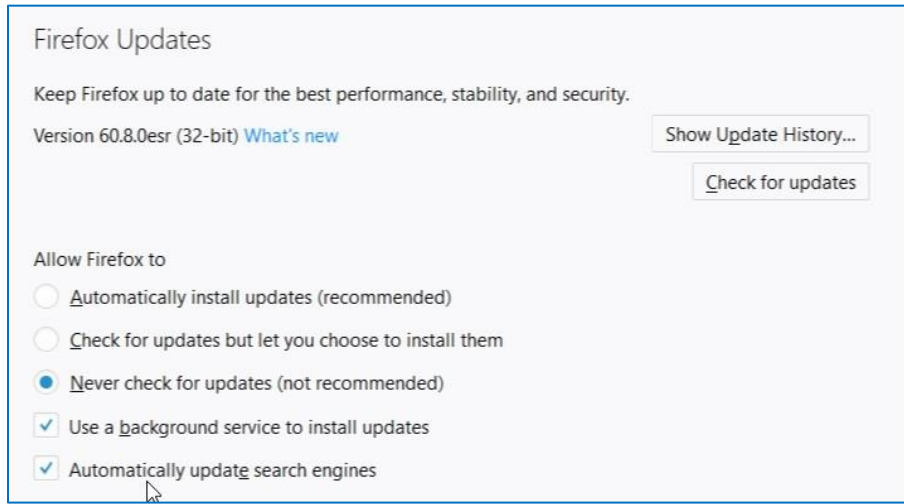 Firefox Updates
Keep Firefox up to date for the best performance, stability, and security.
Version 60.8.0esr (32-bit) What's new
Show Update History...
Check for updates
Allow Firefox to
Automatically install updates (recommended)
Check for updates but let you choose to install them
Never check for updates (not recommended)
Use a background service to install updates
Automatically update search engines